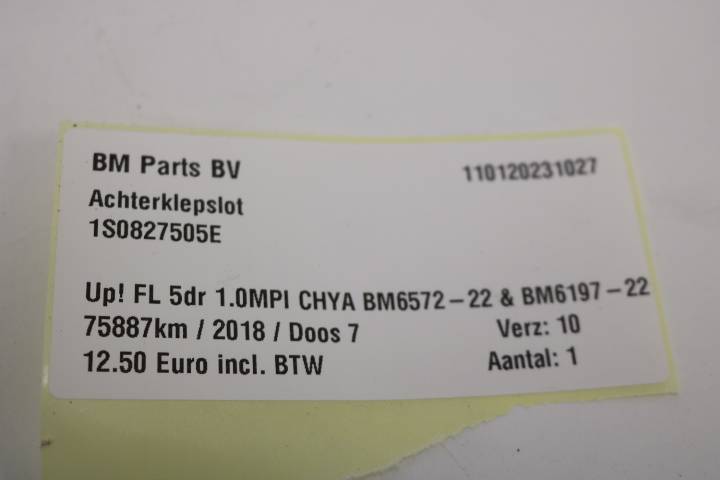 BM Parts BV 110120231027
Achterklepslot
1S0827505E
Up! FL 5dr 1.0MPI CHYA BM6572-22 & BM6197-22
75887km / 2018 / Doos 7 Verz: 10
12.50 Euro incl. BTW Aantal: 1